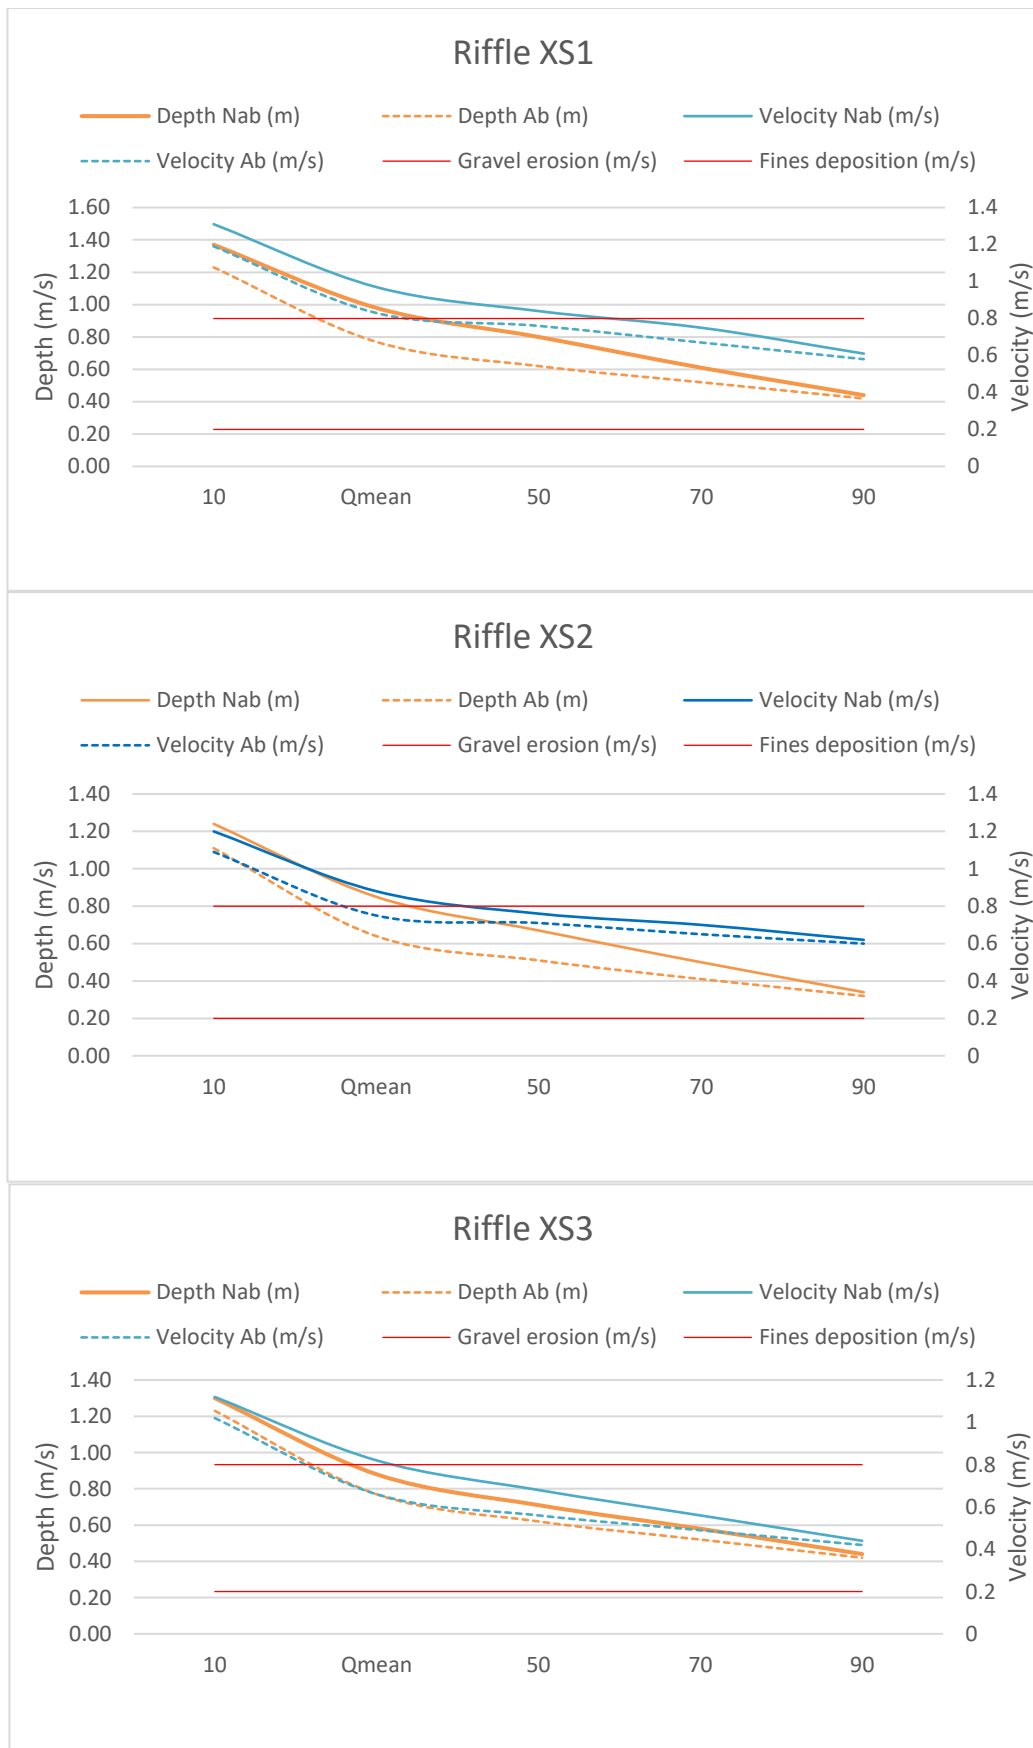 Riffle XS1
Depth Nab (m) Depth Ab (m) Velocity Nab (m/s)
Velocity Ab (m/s) Gravel erosion (m/s) Fines deposition (m/s)
1.60 1.4
1.40 1.2
1.20 1
1.00 0.8
0.80 0.6
0.60 0.4
0.40 0.2
0.20 0
0.00
Depth (m/s)
Velocity (m/s)
10 Qmean 50 70 90
Riffle XS2
Depth Nab (m) Depth Ab (m) Velocity Nab (m/s)
Velocity Ab (m/s) Gravel erosion (m/s) Fines deposition (m/s)
1.40 1.4
1.20 1.2
1.00 1
0.80 0.8
0.60 0.6
0.40 0.4
0.20 0.2
0.00 0
Depth (m/s)
Velocity (m/s)
10 Qmean 50 70 90
Riffle XS3
Depth Nab (m) Depth Ab (m) Velocity Nab (m/s)
Velocity Ab (m/s) Gravel erosion (m/s) Fines deposition (m/s)
1.40 1.2
1.20 1
1.00 0.8
0.80 0.6
0.60 0.4
0.40 0.2
0.20 0
0.00
Depth (m/s)
Velocity (m/s)
10 Qmean 50 70 90